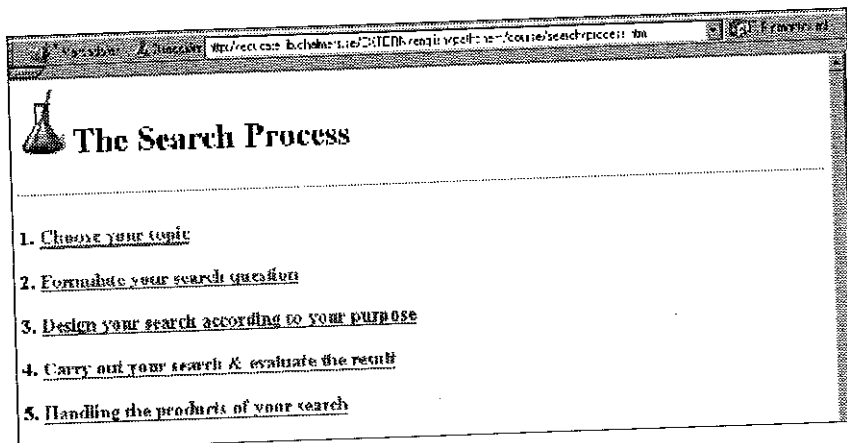 The Search Process
1. Choose your topic
2. Formulate your search question
3. Design your search according to your purpose
4. Carry out your search & evaluate the result
5. Handling the products of your search